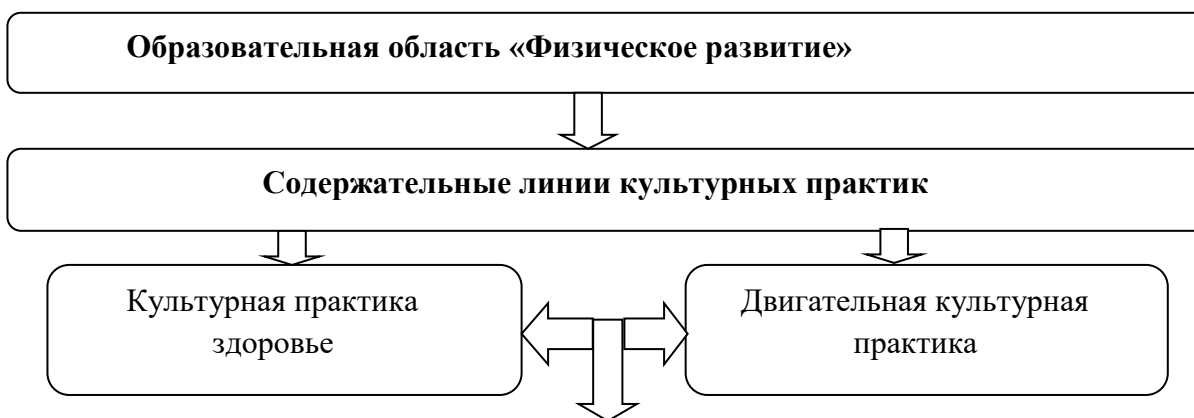 Образовательная область «Физическое развитие»
Содержательные линии культурных практик
Культурная практика
здоровье
Двигательная культурная
практика